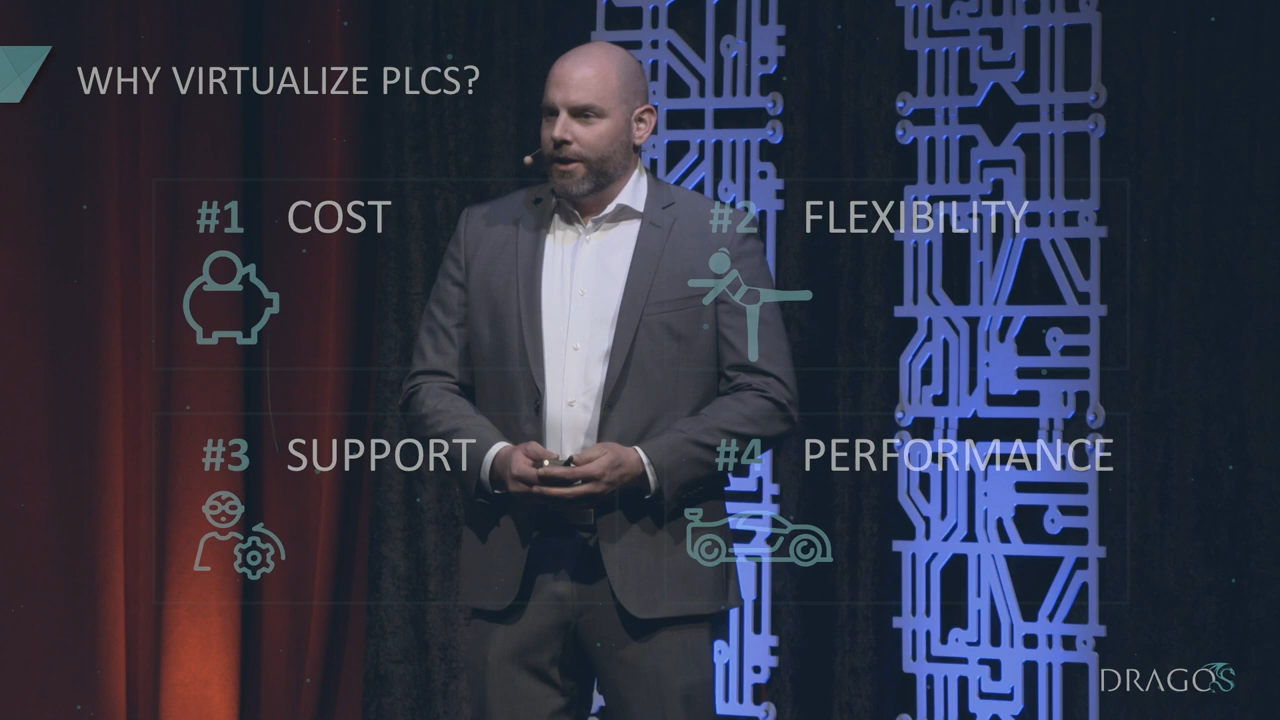 WHY VIRTUALIZE PLCS?
#1 COST
#2 FLEXIBILITY
#3 SUPPORT
#4 PERFORMANCE
DRAGOS